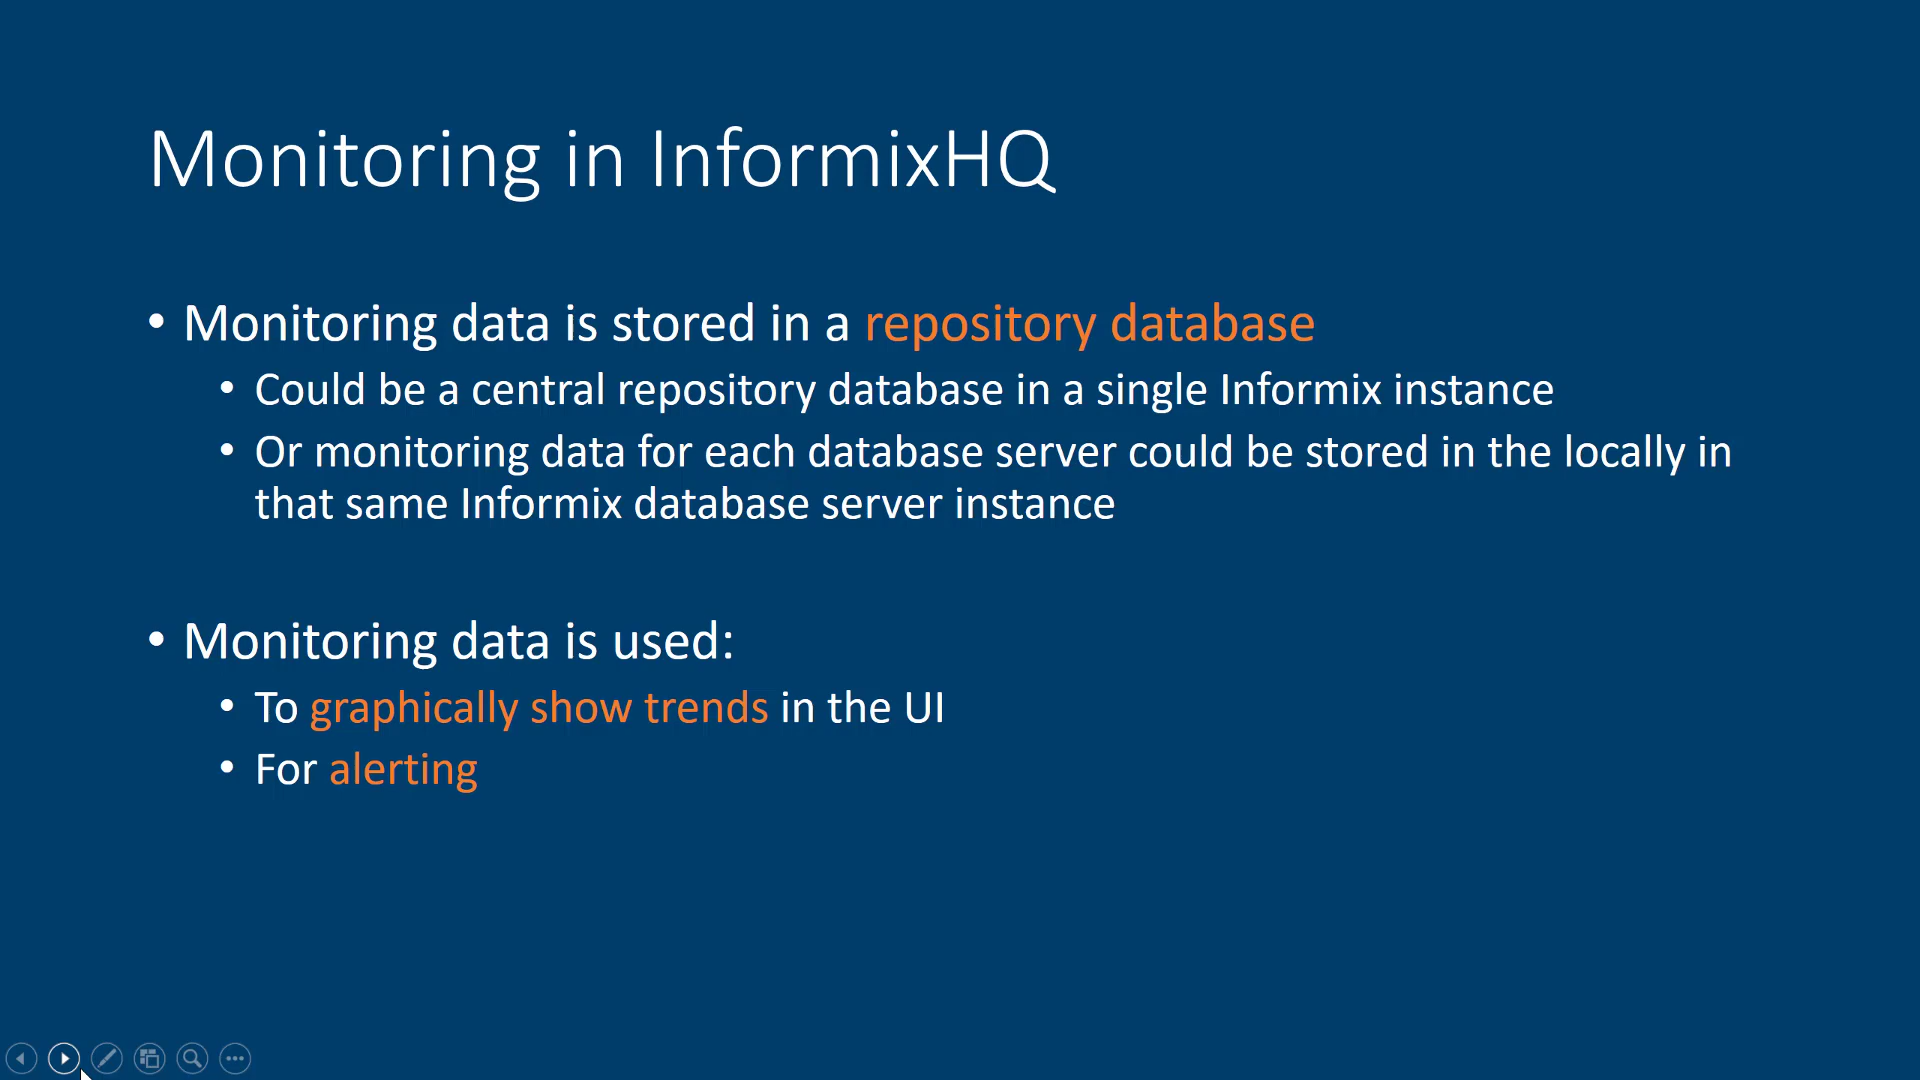 Monitoring in InformixHQ
• Monitoring data is stored in a repository database
• Could be a central repository database in a single Informix instance
• Or monitoring data for each database server could be stored in the locally in
that same Informix database server instance
• Monitoring data is used:
• To graphically show trends in the UI
• For alerting